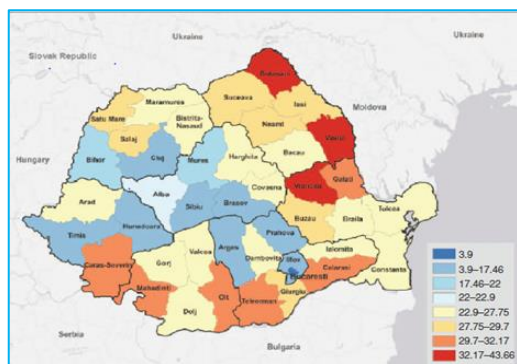 Ukraine
Ukraine
Slovak Republic
Botosani
Maramures
Suceava
Satu Mare
Iasi
Moldova
Bistrita-
Nasaud
Salaj
Neamt
Hungary
Bihor
Cluj
Mures
Harghita
Bacau
Vaslui
Arad
Alba
Covasna
Vrancea
Galati
Timis
Hunedoara
Sibiu
Brasov
Buzau
Braila
Tulcea
Caras-Severin
Gorj
Valcea
Arges
Prahova
Dambovita
Ilfov
Ialomita
Bucuresti
Calarasi
Constanta
Mehedinti
Olt
Giurgiu
Dolj
Teleorman
Serbia
Bulgaria
3.9
3.9–17.46
17.46–22
22–22.9
22.9–27.75
27.75–29.7
29.7–32.17
32.17–43.66